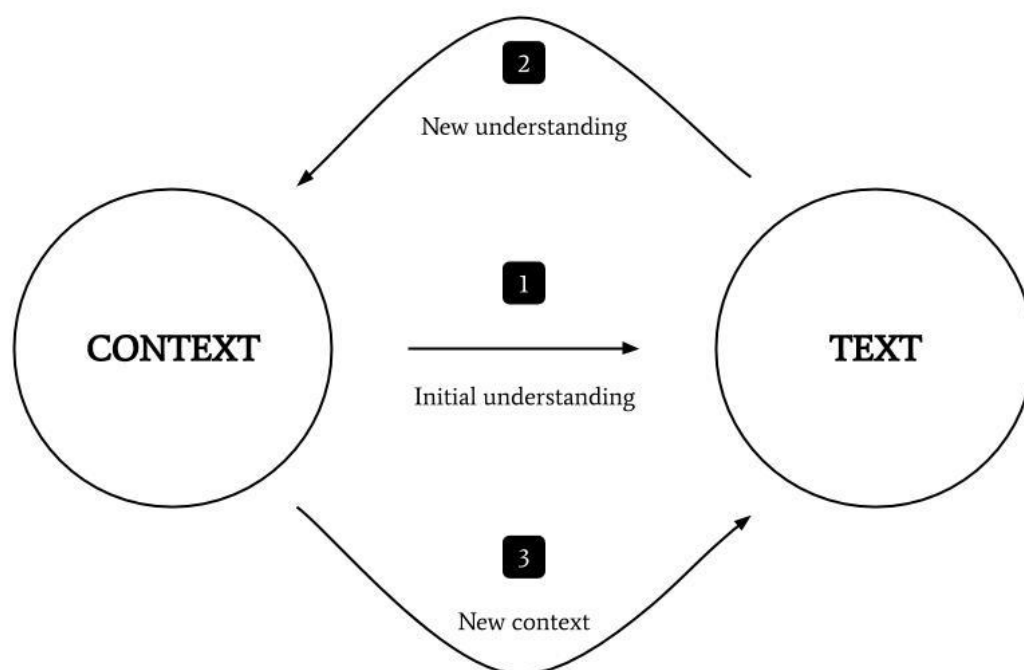 2
New understanding
1
CONTEXT
TEXT
Initial understanding
3
New context